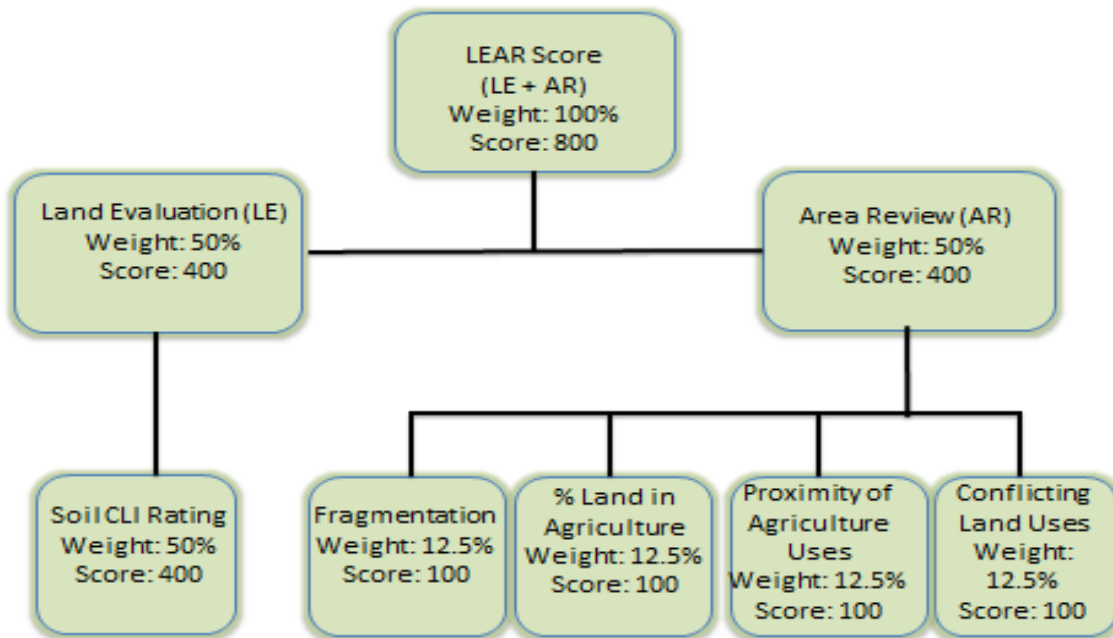 LEAR Score
(LE + AR)
Weight: 100%
Score: 800
Land Evaluation (LE)
Weight: 50%
Score: 400
Area Review (AR)
Weight: 50%
Score: 400
Soil CLI Rating
Weight: 50%
Score: 400
Fragmentation
Weight: 12.5%
Score: 100
% Land in
Agriculture
Weight: 12.5%
Score: 100
Proximity of
Agriculture
Uses
Weight: 12.5%
Score: 100
Conflicting
Land Uses
Weight:
12.5%
Score: 100